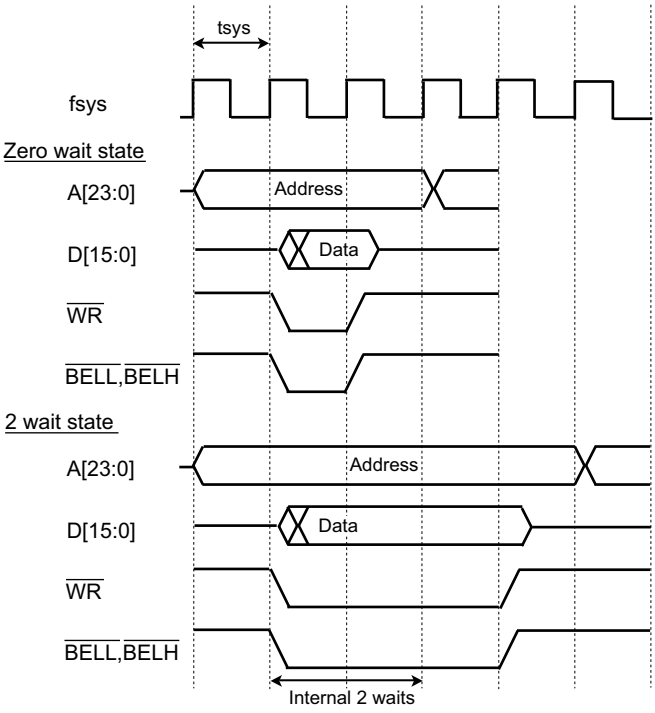 tsys
fsys
Zero wait state
A[23:0] Address
D[15:0] Data
WR
BELL,BELH
2 wait state
A[23:0] Address
D[15:0] Data
WR
BELL,BELH
Internal 2 waits